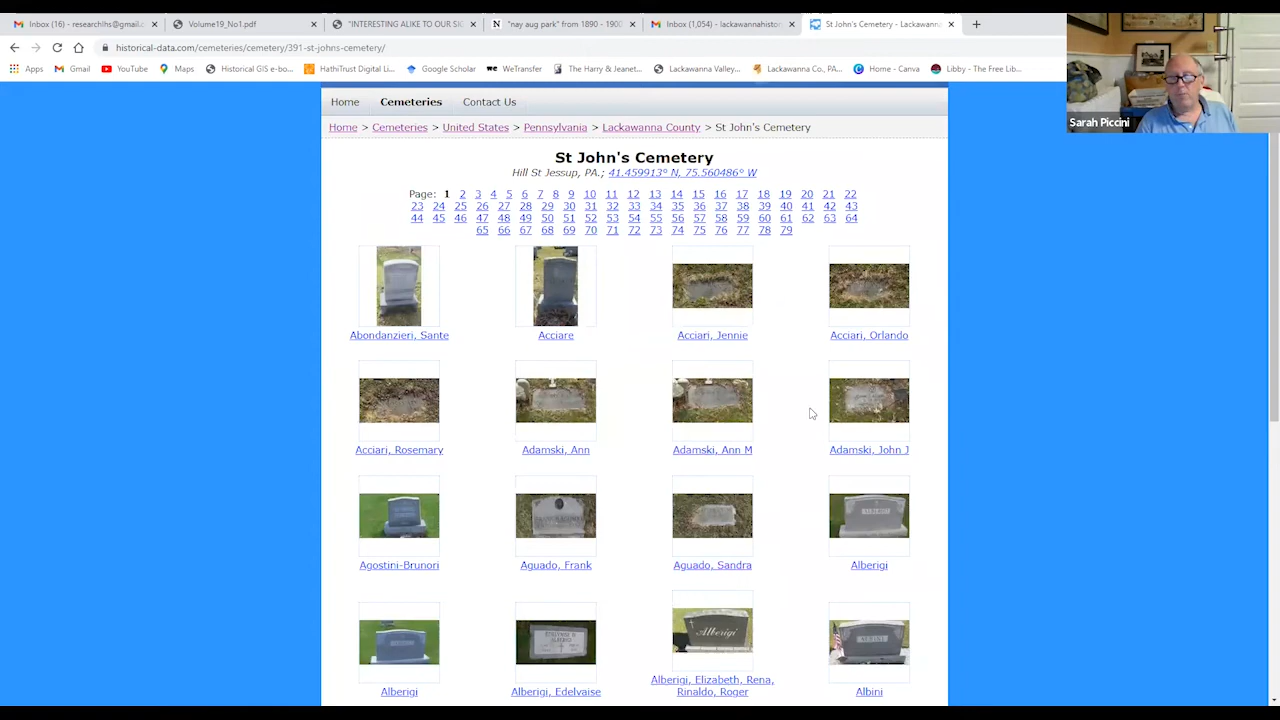 Inbox (16) - researchlhs@gmail.c
Volume19_No1.pdf
"INTERESTING ALIKE TO OUR SI
"nay aug park" from 1890 - 1900
Inbox (1,054) - lackawannahistor
St John's Cemetery - Lackawanna
historical-data.com/cemeteries/cemetery/391-st-johns-cemetery/
Apps
Gmail
YouTube
Maps
Historical GIS e-bo...
HathiTrust Digital Li...
Google Scholar
WeTransfer
The Harry & Jeanet...
Lackawanna Valley...
Lackawanna Co., PA...
Home - Canva
Libby - The Free Lib...
Sarah Piccini
Home Cemeteries Contact Us
Home > Cemeteries > United States > Pennsylvania > Lackawanna County > St John's Cemetery
St John's Cemetery
Hill St Jessup, PA.; 41.459913° N, 75.560486° W
Page: 1 2 3 4 5 6 7 8 9 10 11 12 13 14 15 16 17 18 19 20 21 22
23 24 25 26 27 28 29 30 31 32 33 34 35 36 37 38 39 40 41 42 43
44 45 46 47 48 49 50 51 52 53 54 55 56 57 58 59 60 61 62 63 64
65 66 67 68 69 70 71 72 73 74 75 76 77 78 79
Abondanzieri, Sante
Acciare
Acciari, Jennie
Acciari, Orlando
Acciari, Rosemary
Adamski, Ann
Adamski, Ann M
Adamski, John J
Agostini-Brunori
Aguado, Frank
Aguado, Sandra
Alberigi
Alberigi
Alberigi, Edelvaise
Alberigi
Alberigi, Elizabeth, Rena,
Rinaldo, Roger
Albini